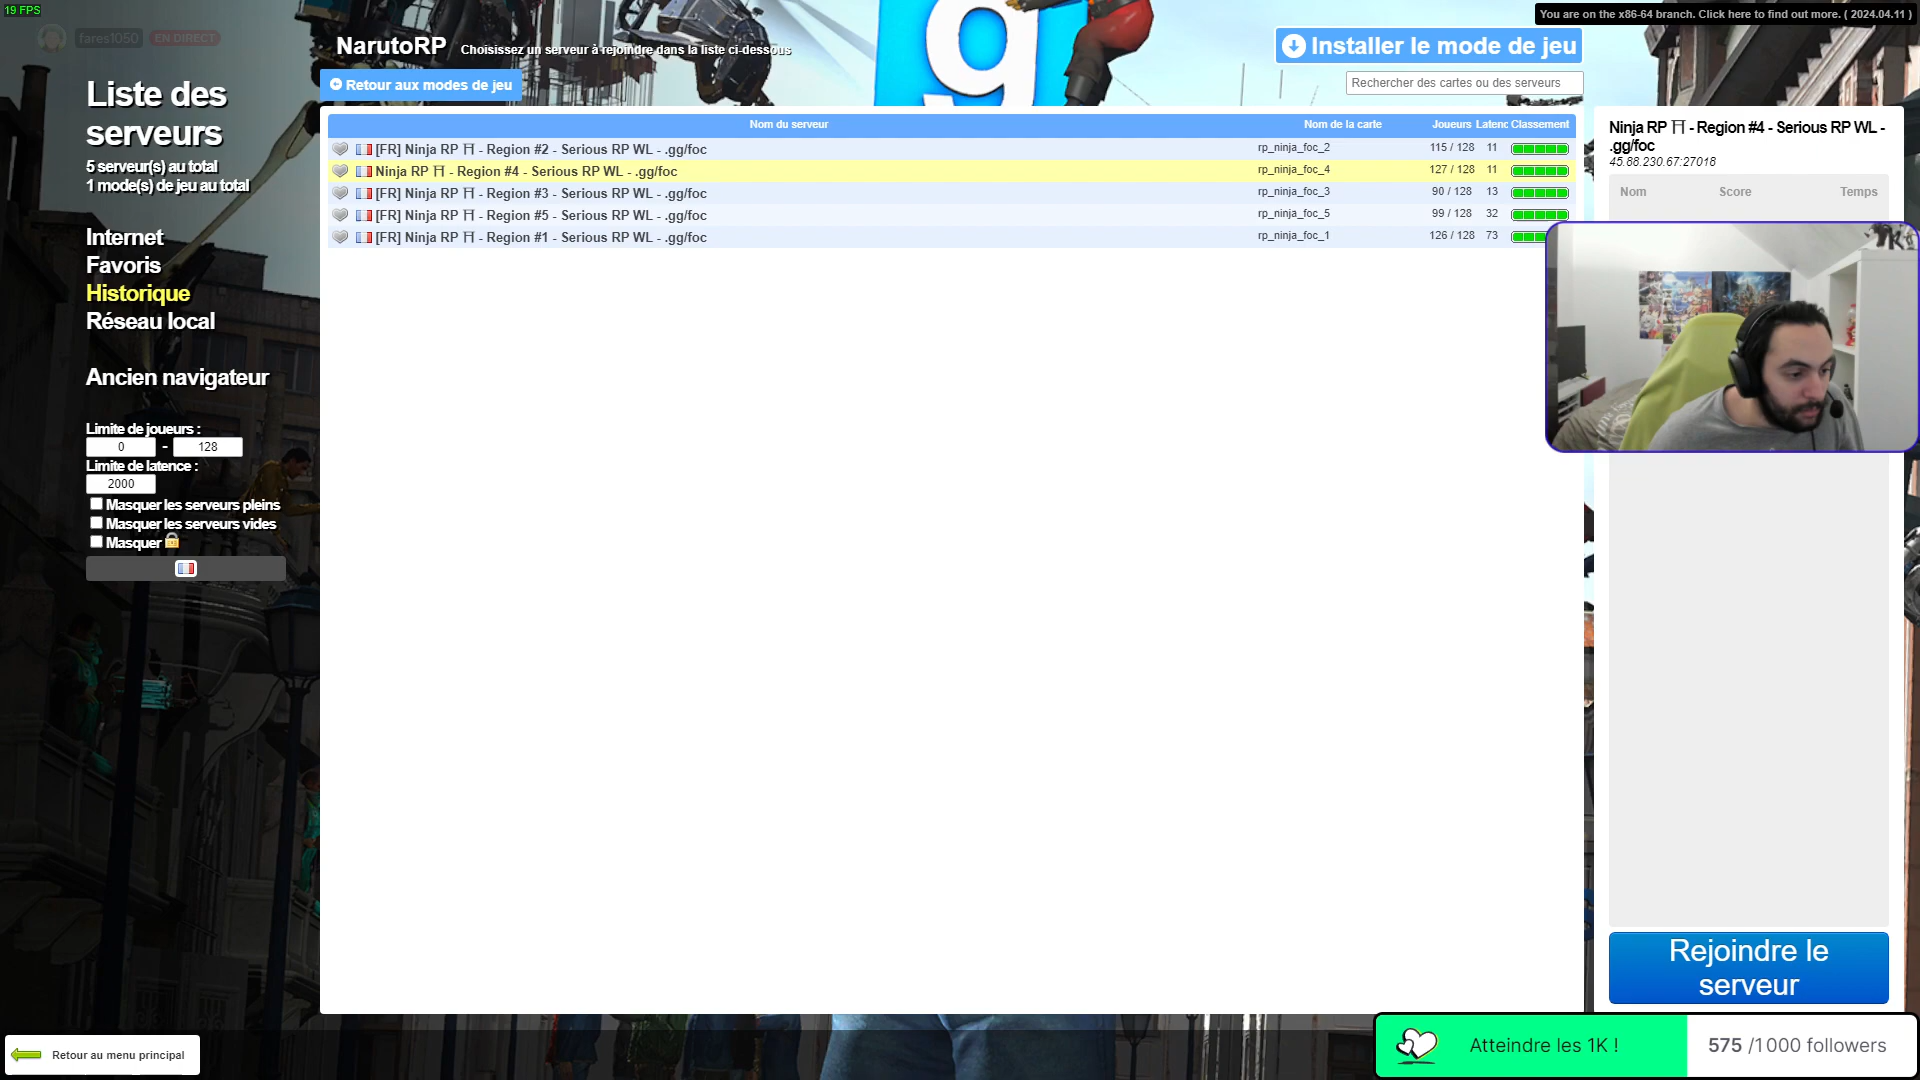 19 FPS
You are on the x86-64 branch. Click here to find out more. ( 2024.04.11 )
fares1050 EN DIRECT
NarutoRP Choisissez un serveur à rejoindre dans la liste ci-dessous
Installer le mode de jeu
Retour aux modes de jeu
Rechercher des cartes ou des serveurs
Liste des
serveurs
5 serveur(s) au total
1 mode(s) de jeu au total
Internet
Favoris
Historique
Réseau local
Ancien navigateur
Limite de joueurs :
0 - 128
Limite de latence :
2000
Masquer les serveurs pleins
Masquer les serveurs vides
Masquer
Nom du serveur Nom de la carte Joueurs Latenc Classement
[FR] Ninja RP ⛩ - Region #2 - Serious RP WL - .gg/foc rp_ninja_foc_2 115 / 128 11
Ninja RP ⛩ - Region #4 - Serious RP WL - .gg/foc rp_ninja_foc_4 127 / 128 11
[FR] Ninja RP ⛩ - Region #3 - Serious RP WL - .gg/foc rp_ninja_foc_3 90 / 128 13
[FR] Ninja RP ⛩ - Region #5 - Serious RP WL - .gg/foc rp_ninja_foc_5 99 / 128 32
[FR] Ninja RP ⛩ - Region #1 - Serious RP WL - .gg/foc rp_ninja_foc_1 126 / 128 73
Ninja RP ⛩ - Region #4 - Serious RP WL -
.gg/foc
45.88.230.67:27018
Nom Score Temps
Rejoindre le
serveur
Retour au menu principal
Atteindre les 1K ! 575 /1000 followers
g